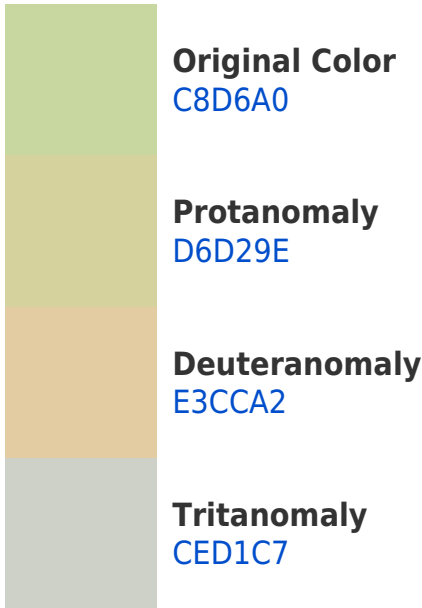 Original Color
C8D6A0
Protanomaly
D6D29E
Deuteranomaly
E3CCA2
Tritanomaly
CED1C7